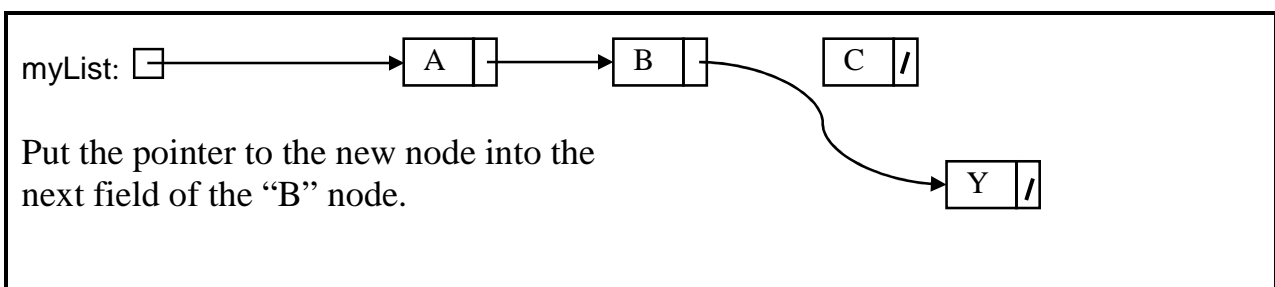 myList: A B C /
Put the pointer to the new node into the
next field of the “B” node.
Y /